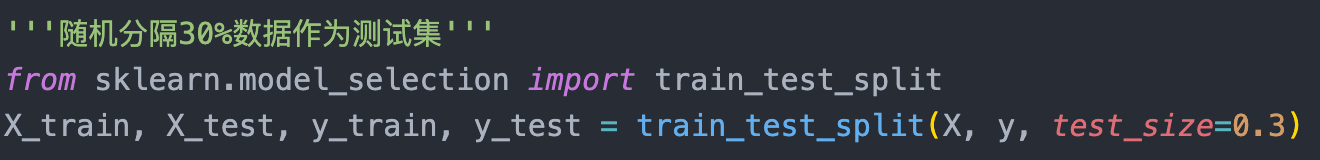 '''随机分隔30%数据作为测试集'''
from sklearn.model_selection import train_test_split
X_train, X_test, y_train, y_test = train_test_split(X, y, test_size=0.3)